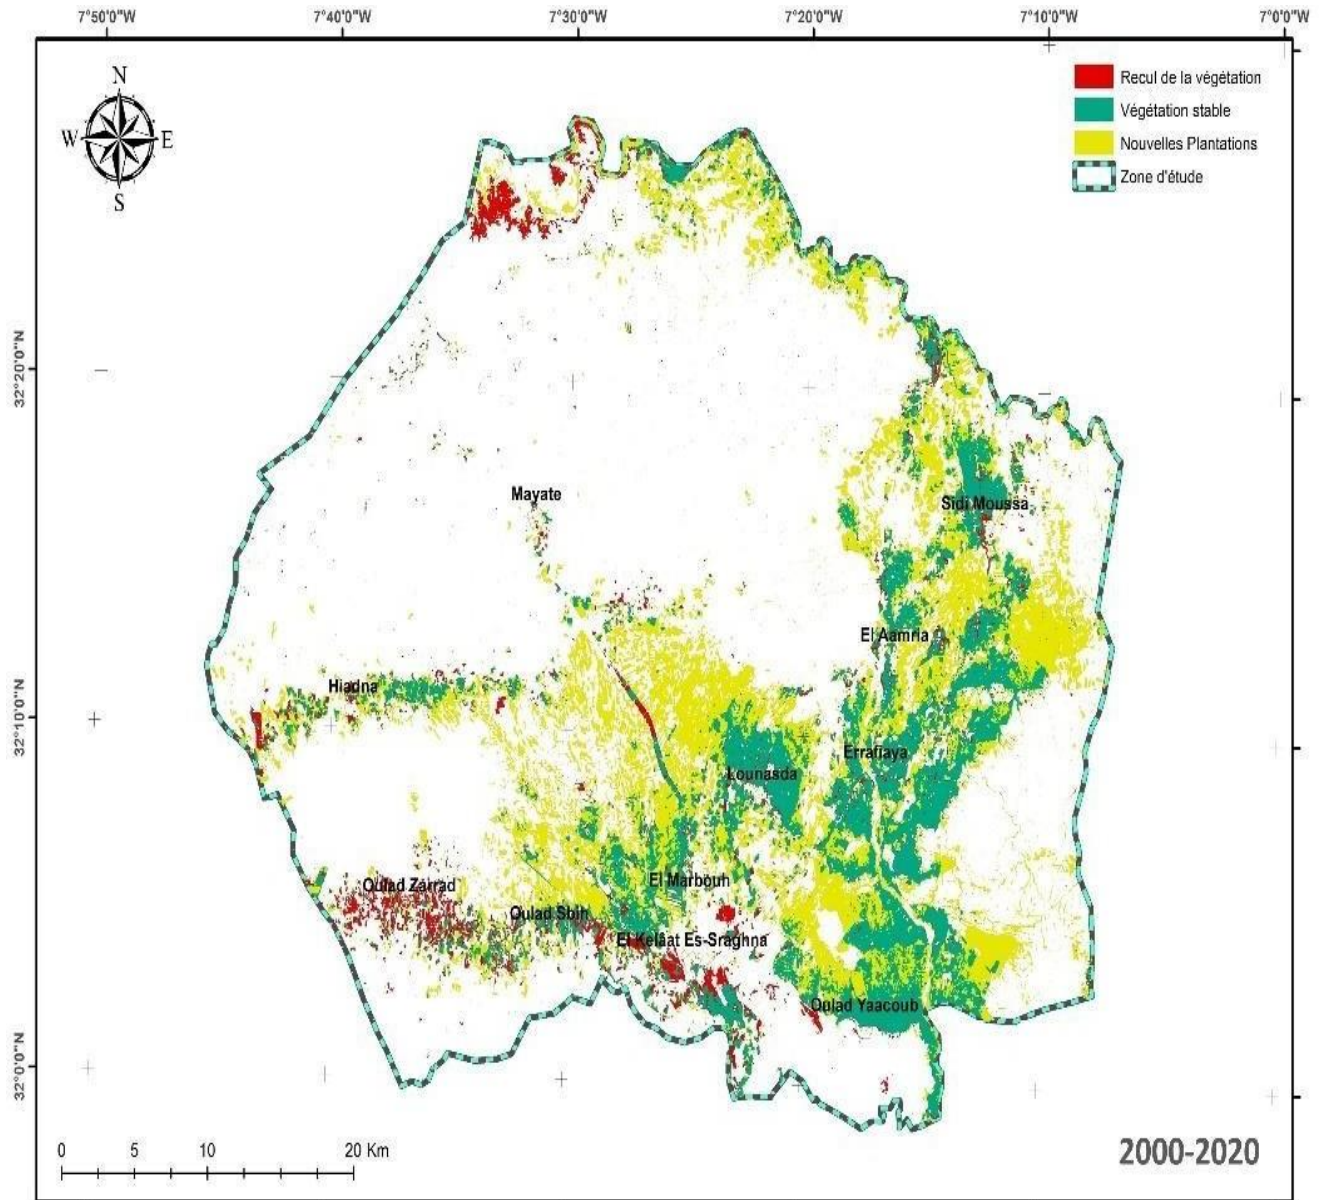 7°50'0"W 7°40'0"W 7°30'0"W 7°20'0"W 7°10'0"W 7°0'0"W
N
W E
S
Recul de la végétation
Végétation stable
Nouvelles Plantations
Zone d'étude
32°20'0"N
Mayate
Sidi Moussa
El Aamria
Hiadna
32°10'0"N
Errafiaya
Lounasda
El Marbouh
Oulad Zarrad
Oulad Sbih
El Kelâat Es-Sraghna
Oulad Yaacoub
32°0'0"N
0 5 10 20 Km
2000-2020